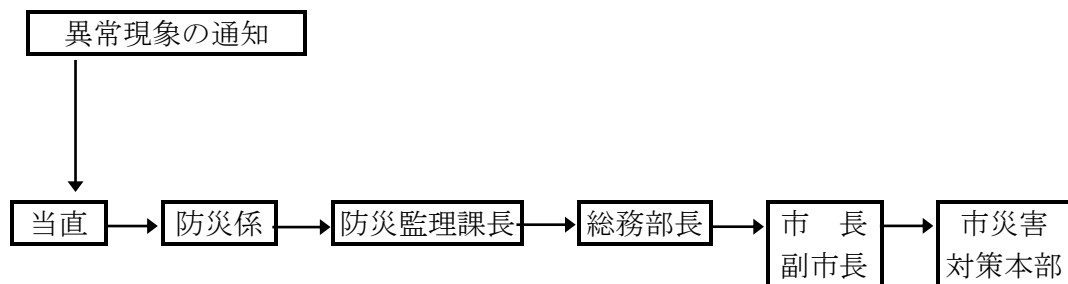 異常現象の通知
当直
防災係
防災監理課長
総務部長
市　長
副市長
市災害
対策本部